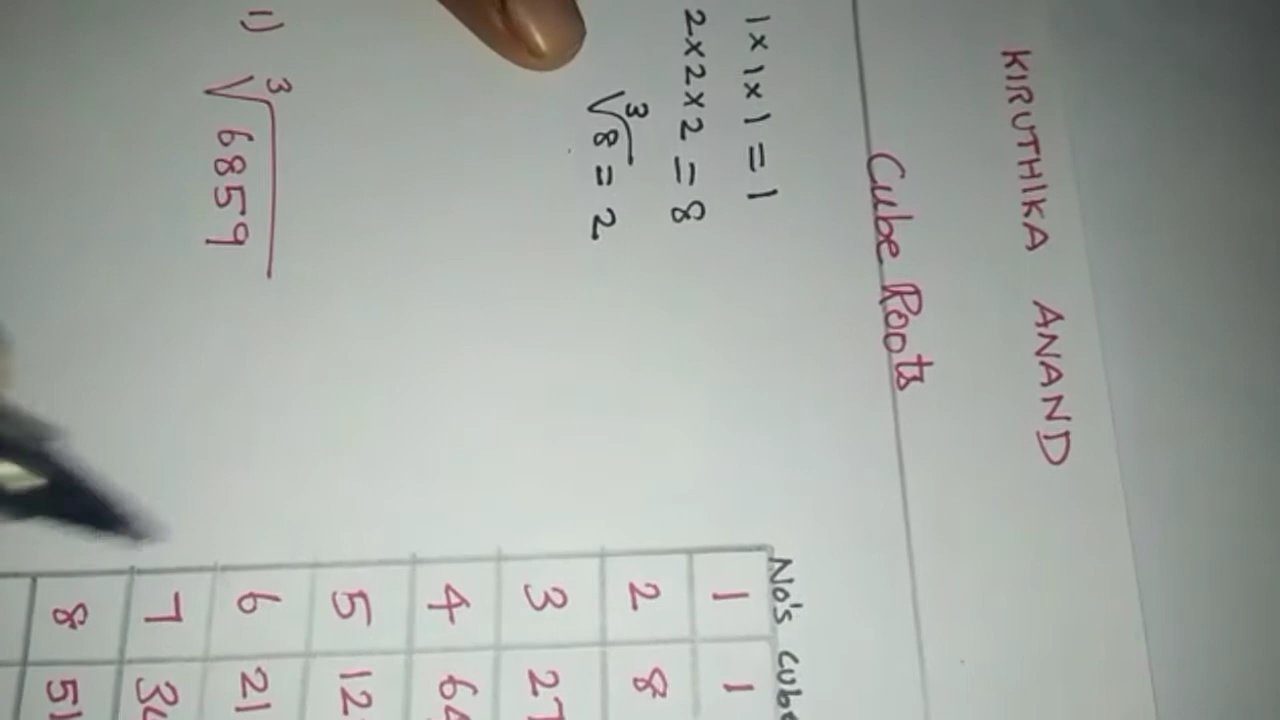 KIRUTHIKA ANAND
Cube Roots
1 x 1 x 1 = 1
2 x 2 x 2 = 8
∛8 = 2
1) ∛6859
No's cube
1 1
2 8
3 27
4 64
5
6
7
8